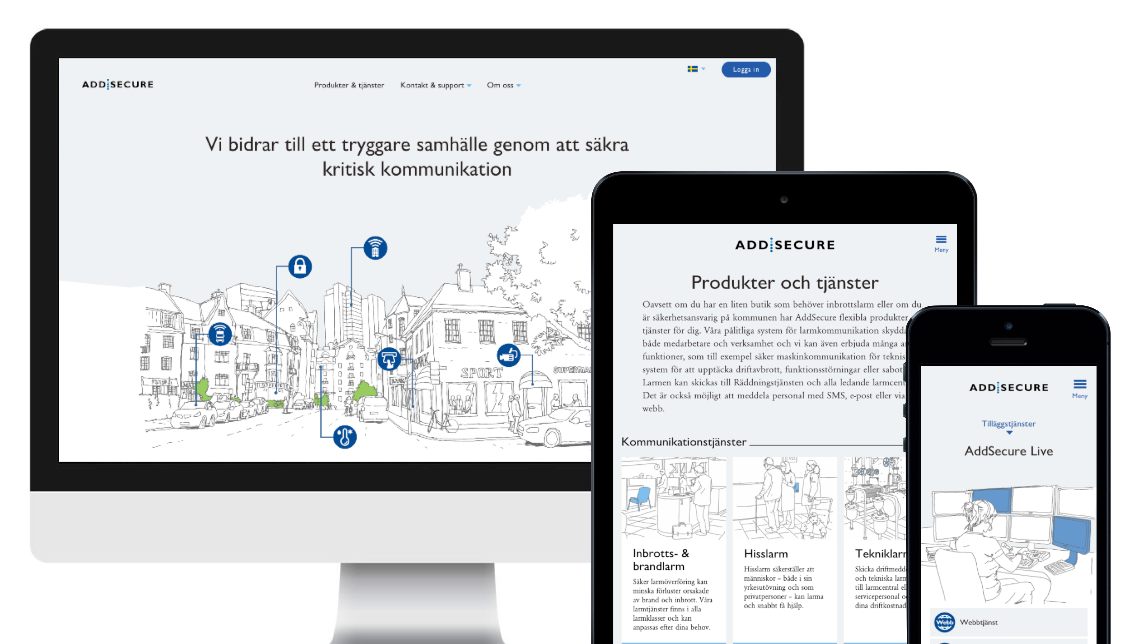 ADD SECURE
Produkter & tjänster
Kontakt & support
Om oss
Logga in
Vi bidrar till ett tryggare samhälle genom att säkra
kritisk kommunikation
SPORT
ADD SECURE
Meny
Produkter och tjänster
Oavsett om du har en liten butik som behöver inbrottslarm eller om du
är säkerhetsansvarig på kommunen har AddSecure flexibla produkter
tjänster för dig. Våra pålitliga system för larmkommunikation
både medarbetare och verksamhet och vi kan även erbjuda många
funktioner, som till exempel säker maskinkommunikation för
system för att upptäcka driftavbrott, funktionsstörningar eller
Larmen kan skickas till Räddningstjänsten och alla ledande
Det är också möjligt att meddela personal med SMS, e-post eller via
webb.
Kommunikationstjänster
Inbrotts- &
brandlarm
Säker larmöverföring kan
minska förluster orsakade
av brand och inbrott. Våra
larmtjänster finns i alla
larmklasser och kan
anpassas efter dina behov.
Hisslarm
Hisslarm säkerställer att
människor - både i sin
yrkesutövning och som
privatpersoner - kan larma
och snabbt få hjälp.
Teknikla
Skicka
och tekniska
till larmcentral
servicepersonal
dina
ADD SECURE
Meny
Tilläggstjänster
AddSecure Live
Webb
Webbtjänst